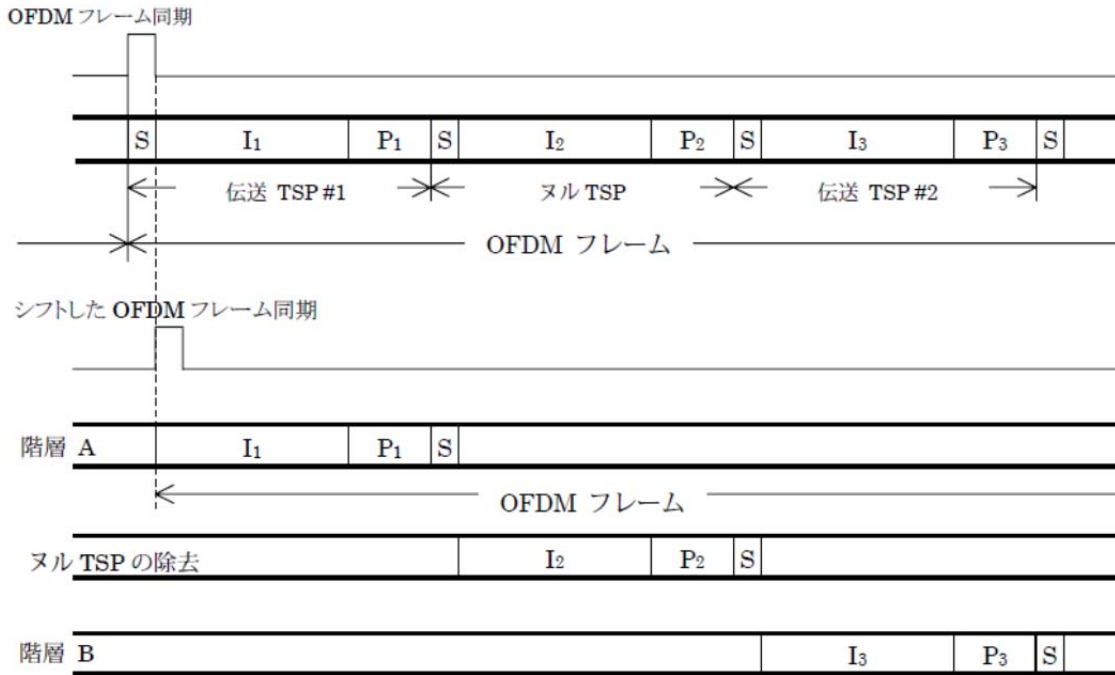 OFDM フレーム同期
S I₁ P₁ S I₂ P₂ S I₃ P₃ S
伝送 TSP #1 ヌル TSP 伝送 TSP #2
OFDM フレーム
シフトした OFDM フレーム同期
階層 A I₁ P₁ S
OFDM フレーム
ヌル TSP の除去 I₂ P₂ S
階層 B I₃ P₃ S